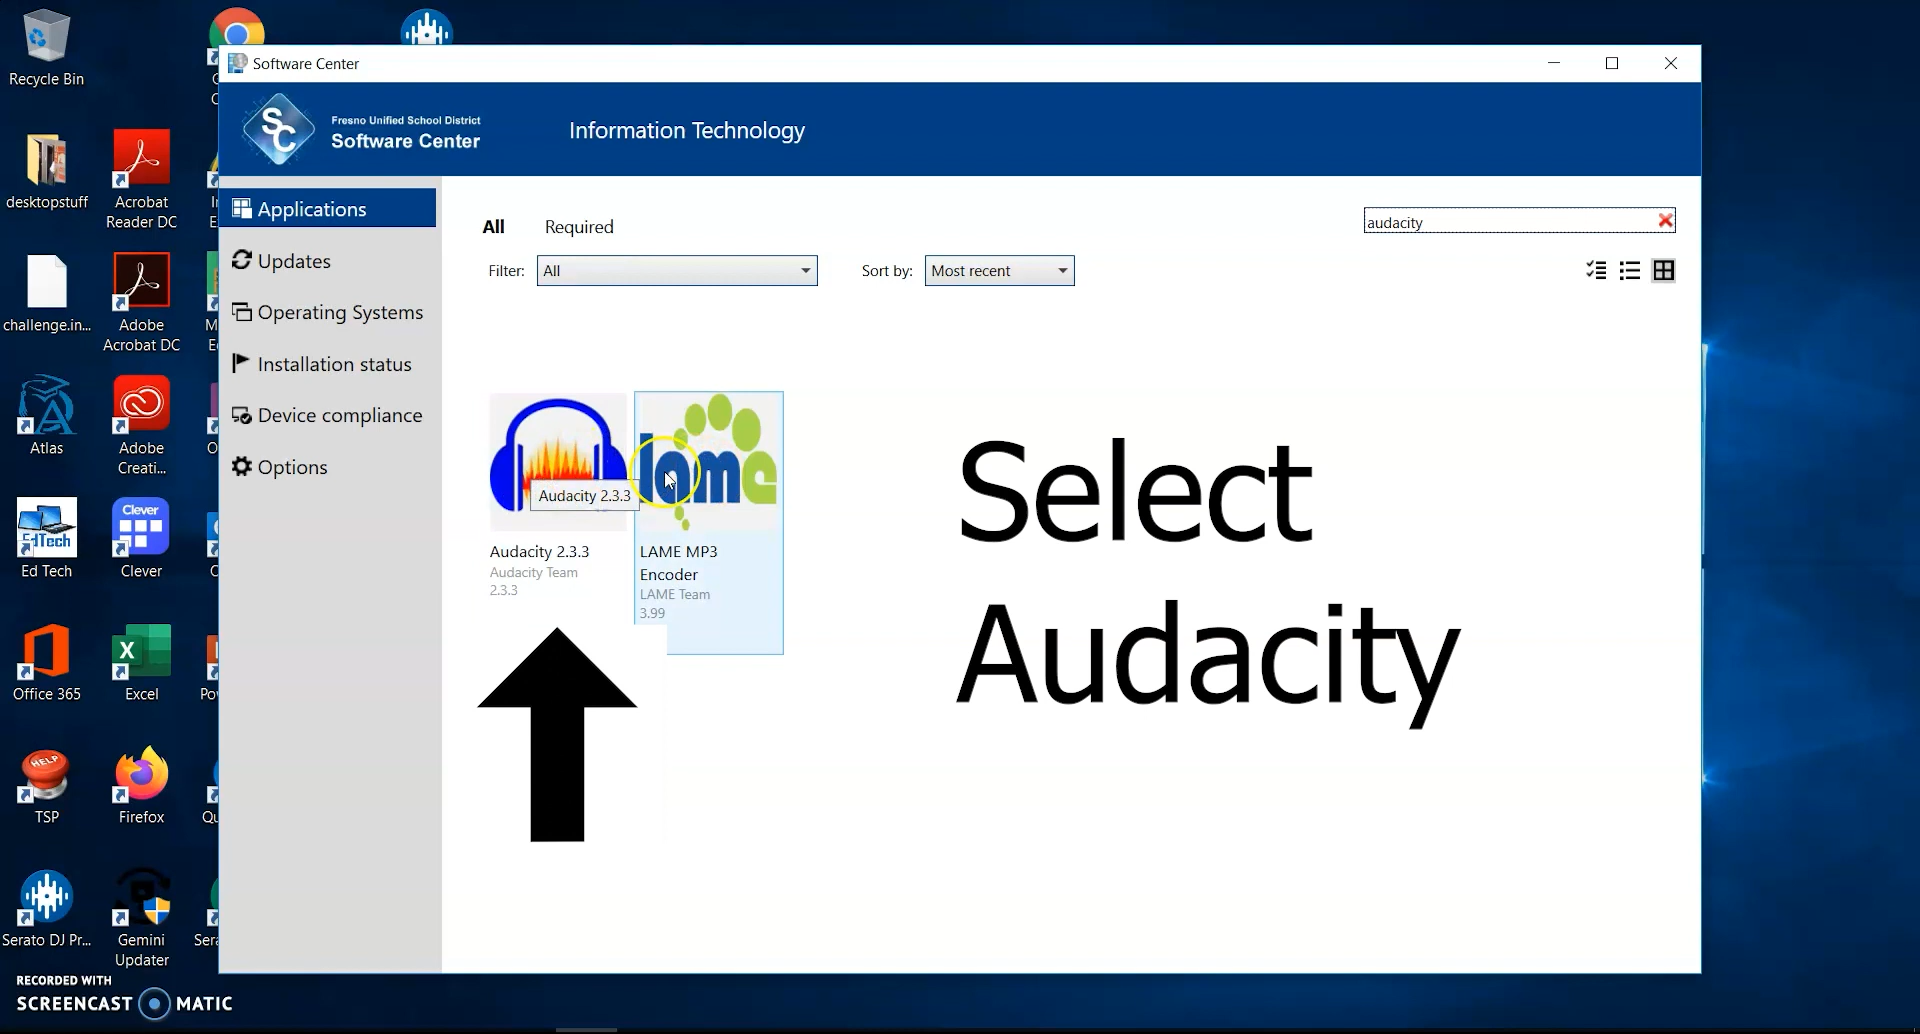 Recycle Bin
Software Center
SC
Fresno Unified School District
Software Center
Information Technology
desktopstuff
Acrobat
Reader DC
Applications
All
Required
audacity
Updates
Filter:
All
Sort by:
Most recent
challenge.in...
Adobe
Acrobat DC
Operating Systems
Installation status
Device compliance
Options
Atlas
Adobe
Creati...
lame
Audacity 2.3.3
Select
Audacity
EdTech
Ed Tech
Clever
Clever
Audacity 2.3.3
Audacity Team
2.3.3
LAME MP3
Encoder
LAME Team
3.99
Office 365
X
Excel
HELP
TSP
Firefox
Serato DJ Pr...
Gemini
Updater
RECORDED WITH
SCREENCAST MATIC